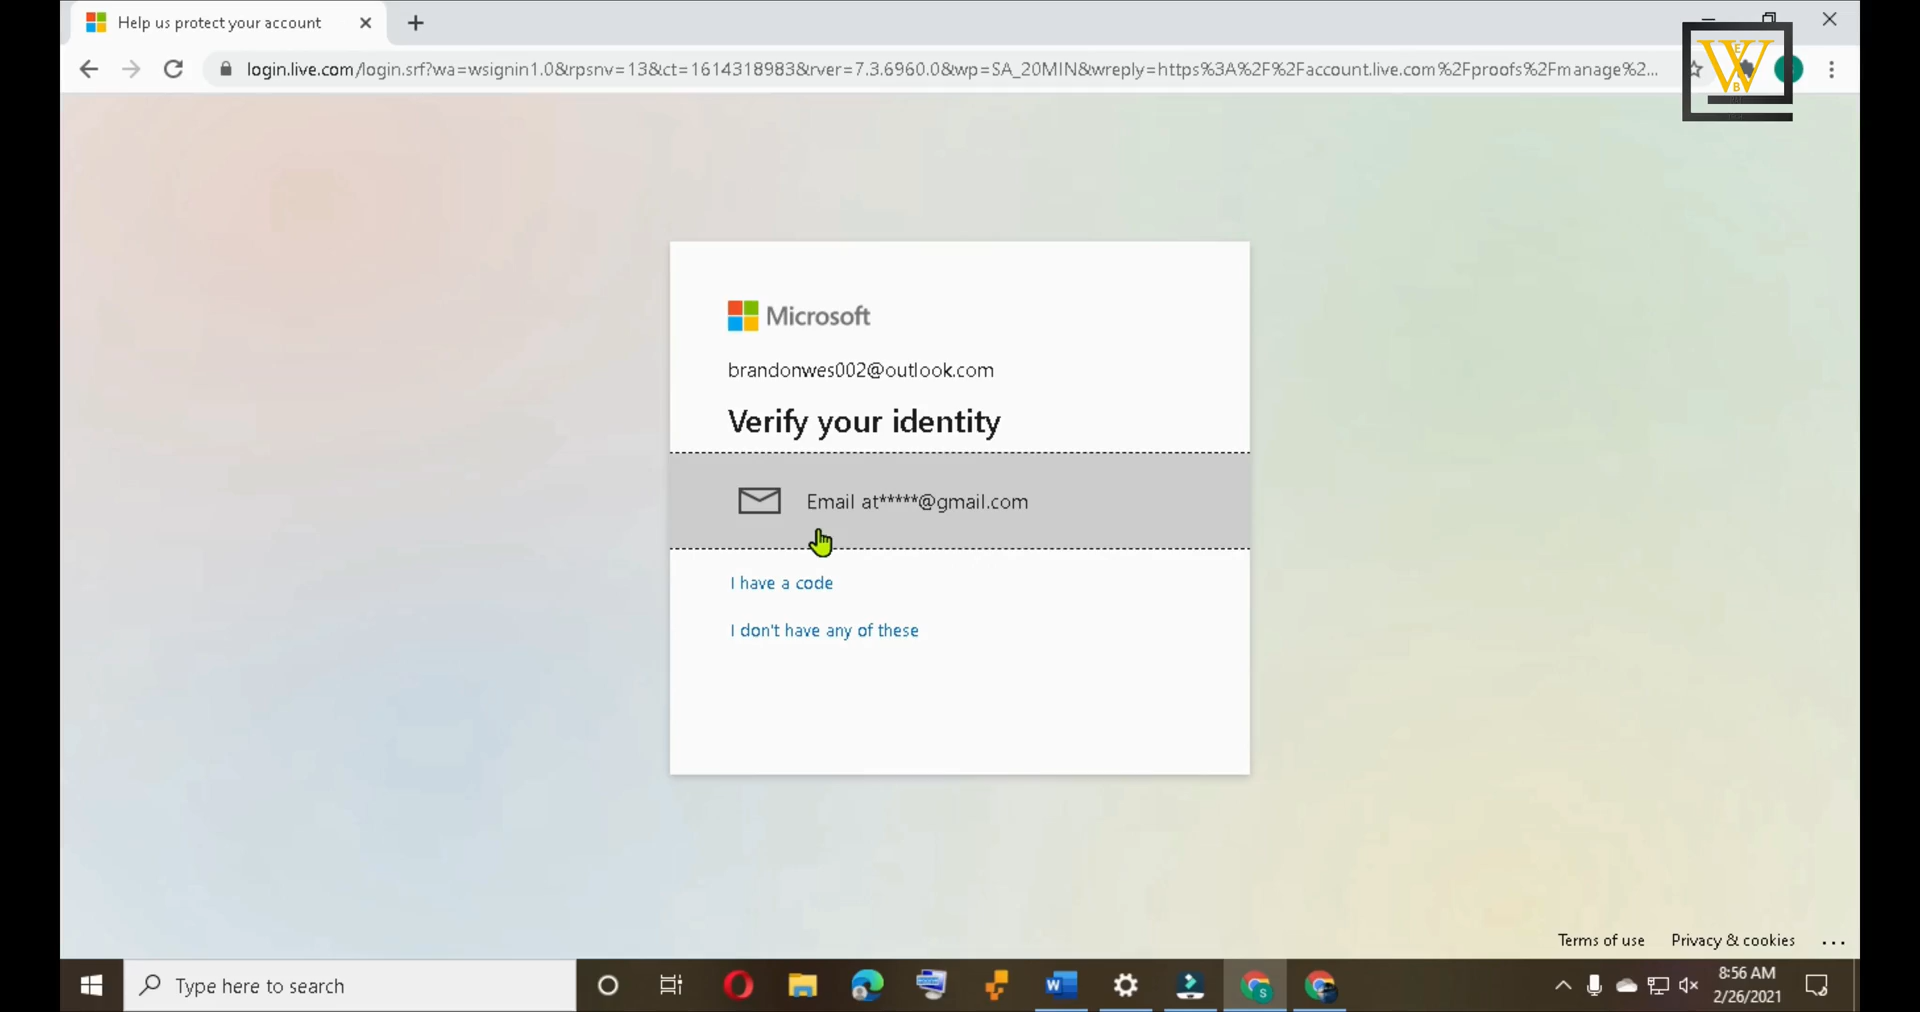 Help us protect your account
login.live.com/login.srf?wa=wsignin1.0&rpsnv=13&ct=1614318983&rver=7.3.6960.0&wp=SA_20MIN&wreply=https%3A%2F%2Faccount.live.com%2Fproofs%2Fmanage%2...
W
E
B
Microsoft
brandonwes002@outlook.com
Verify your identity
Email at*****@gmail.com
I have a code
I don't have any of these
Terms of use Privacy & cookies ...
Type here to search
W
S
8:56 AM
2/26/2021